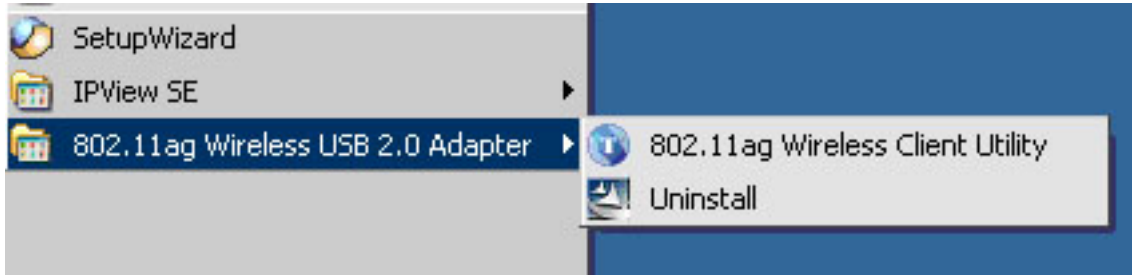 SetupWizard
IPView SE
802.11ag Wireless USB 2.0 Adapter
802.11ag Wireless Client Utility
Uninstall